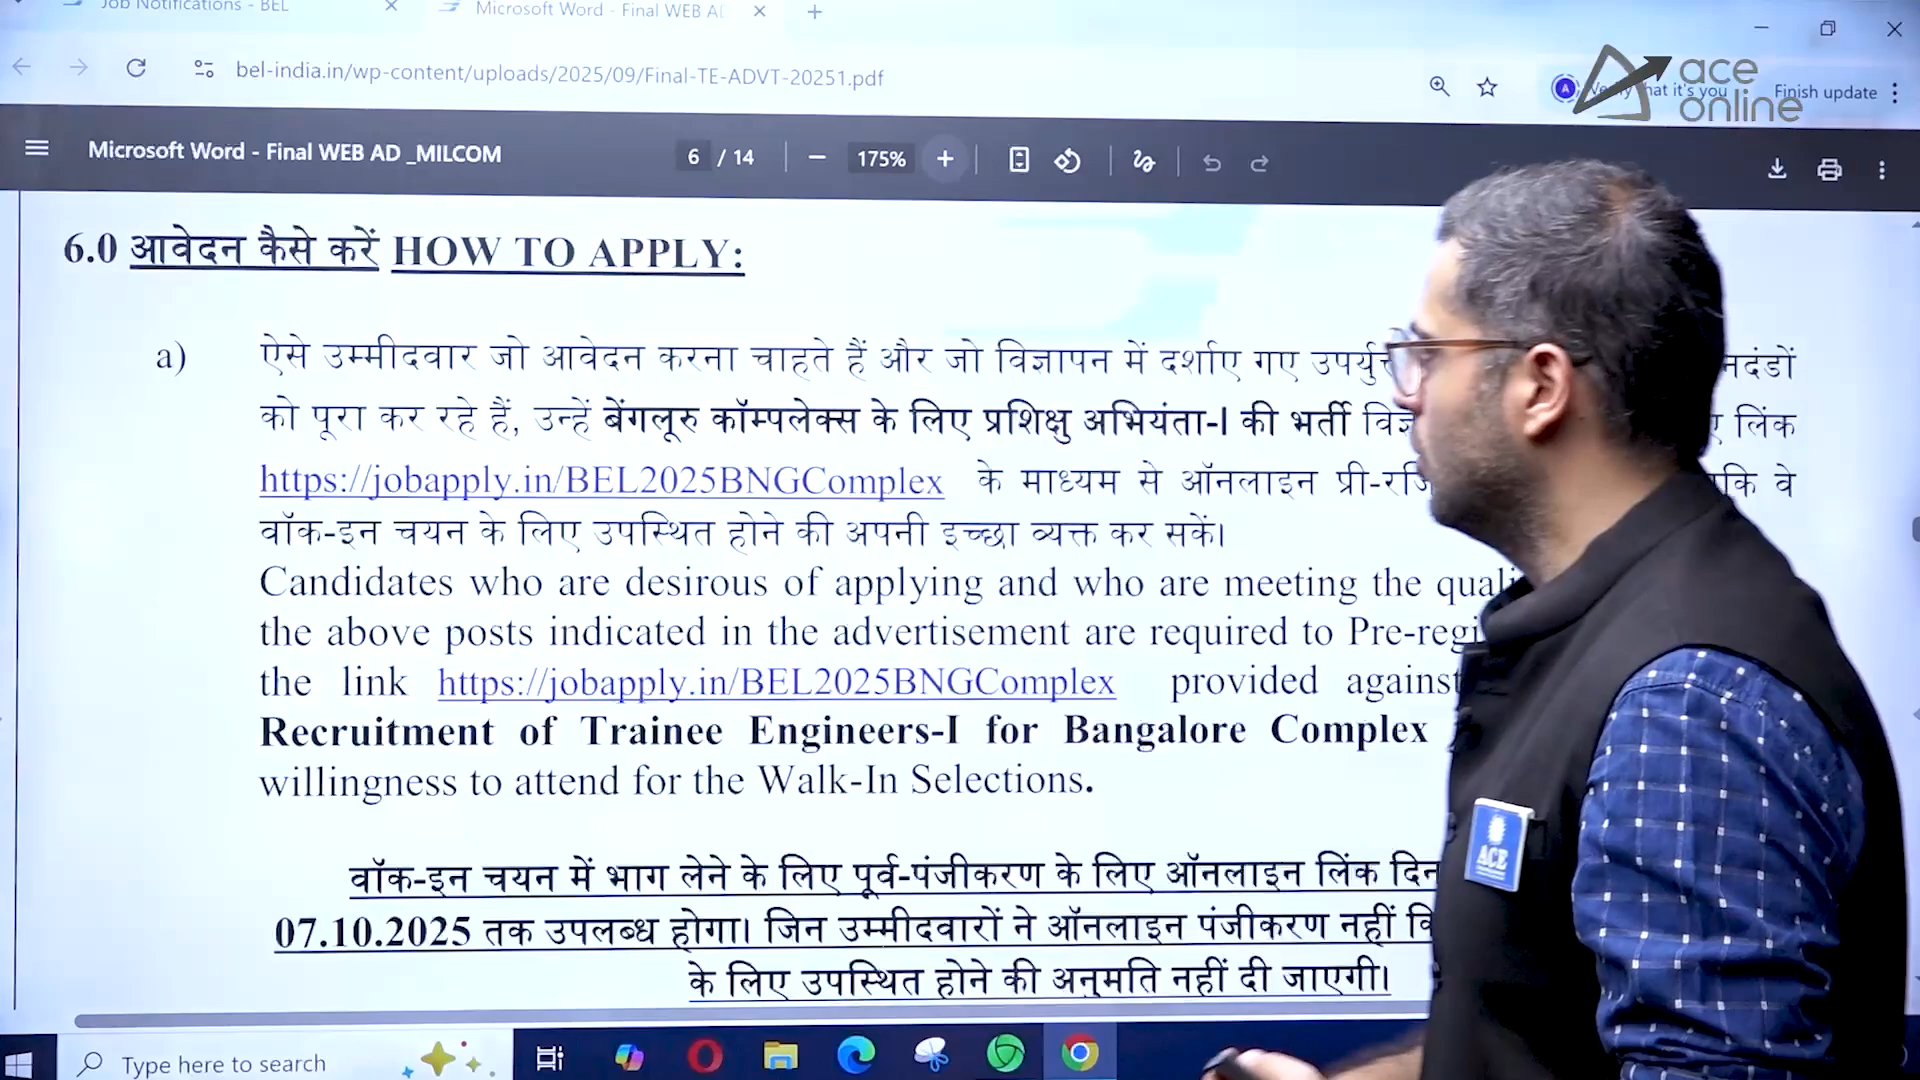 Job Notifications - BEL
Microsoft Word - Final WEB AD
bel-india.in/wp-content/uploads/2025/09/Final-TE-ADVT-20251.pdf
A
hat it's you
Finish update
ace
online
Microsoft Word - Final WEB AD _MILCOM
6 / 14
175%
6.0 आवेदन कैसे करें HOW TO APPLY:
a) ऐसे उम्मीदवार जो आवेदन करना चाहते हैं और जो विज्ञापन में दर्शाए गए
को पूरा कर रहे हैं, उन्हें बेंगलूरु कॉम्पलेक्स के लिए प्रशिक्षु अभियंता-I की भर्ती लिंक
https://jobapply.in/BEL2025BNGComplex के माध्यम से ऑनलाइन वे
वॉक-इन चयन के लिए उपस्थित होने की अपनी इच्छा व्यक्त कर सकें।
Candidates who are desirous of applying and who are meeting the
the above posts indicated in the advertisement are required to
the link https://jobapply.in/BEL2025BNGComplex provided against
Recruitment of Trainee Engineers-I for Bangalore Complex
willingness to attend for the Walk-In Selections.
वॉक-इन चयन में भाग लेने के लिए पूर्व-पंजीकरण के लिए ऑनलाइन लिंक
07.10.2025 तक उपलब्ध होगा। जिन उम्मीदवारों ने ऑनलाइन पंजीकरण नहीं
के लिए उपस्थित होने की अनुमति नहीं दी जाएगी।
ACE
Type here to search